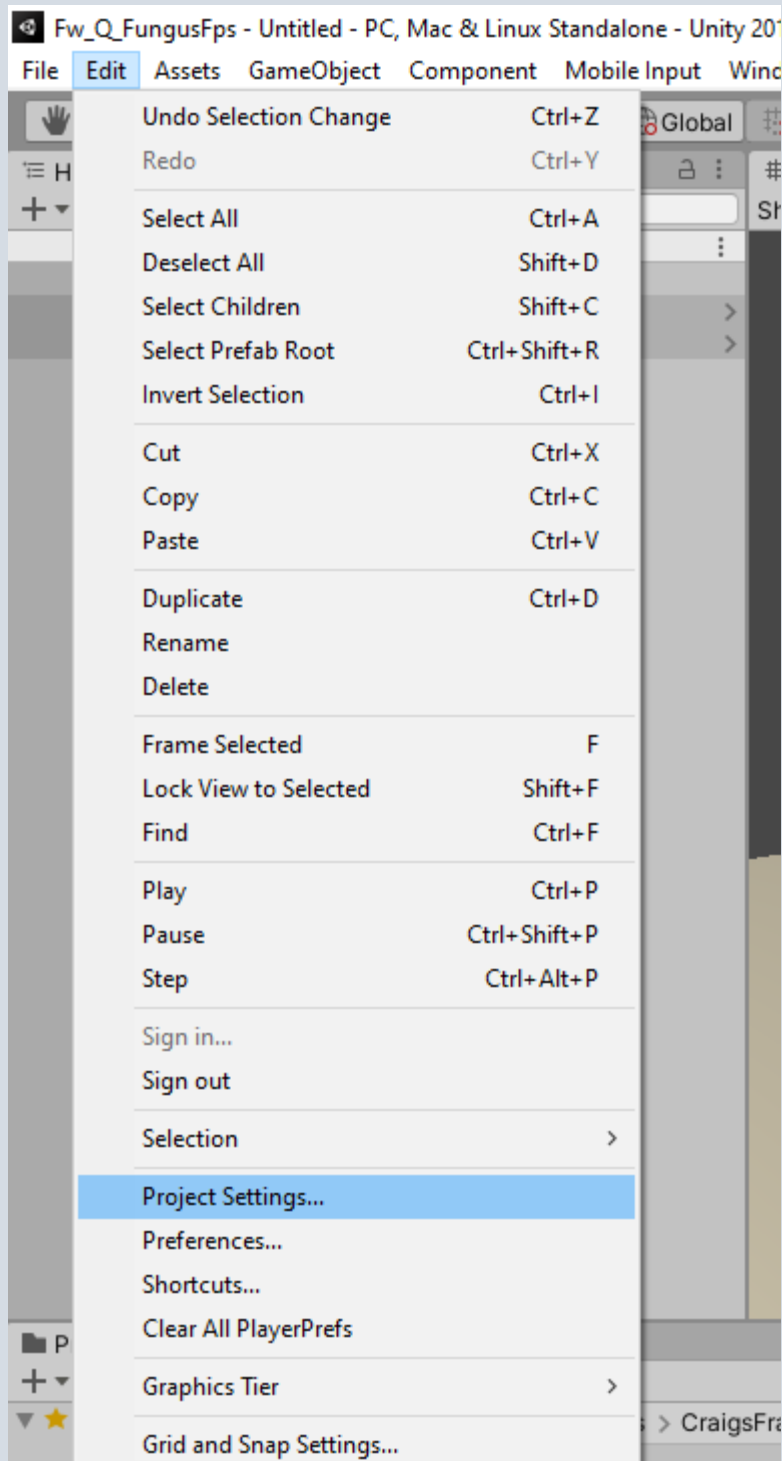 Fw_Q_FungusFps - Untitled - PC, Mac & Linux Standalone - Unity 201
File Edit Assets GameObject Component Mobile Input Wind
Undo Selection Change Ctrl+Z Global
Redo Ctrl+Y
H
Select All Ctrl+A Sh
Deselect All Shift+D
Select Children Shift+C
Select Prefab Root Ctrl+Shift+R
Invert Selection Ctrl+I
Cut Ctrl+X
Copy Ctrl+C
Paste Ctrl+V
Duplicate Ctrl+D
Rename
Delete
Frame Selected F
Lock View to Selected Shift+F
Find Ctrl+F
Play Ctrl+P
Pause Ctrl+Shift+P
Step Ctrl+Alt+P
Sign in...
Sign out
Selection >
Project Settings...
Preferences...
Shortcuts...
Clear All PlayerPrefs
P
Graphics Tier >
Grid and Snap Settings... > CraigsFra